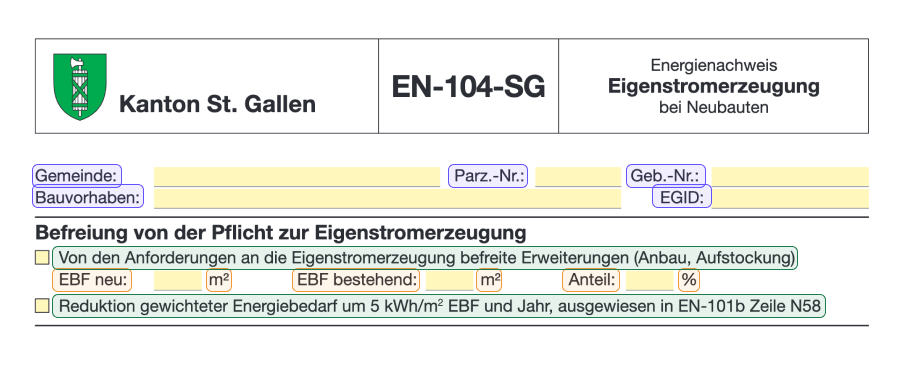 Kanton St. Gallen
EN-104-SG
Energienachweis
Eigenstromerzeugung
bei Neubauten
Gemeinde: Parz.-Nr.: Geb.-Nr.:
Bauvorhaben: EGID:
Befreiung von der Pflicht zur Eigenstromerzeugung
Von den Anforderungen an die Eigenstromerzeugung befreite Erweiterungen (Anbau, Aufstockung)
EBF neu: m² EBF bestehend: m² Anteil: %
Reduktion gewichteter Energiebedarf um 5 kWh/m² EBF und Jahr, ausgewiesen in EN-101b Zeile N58